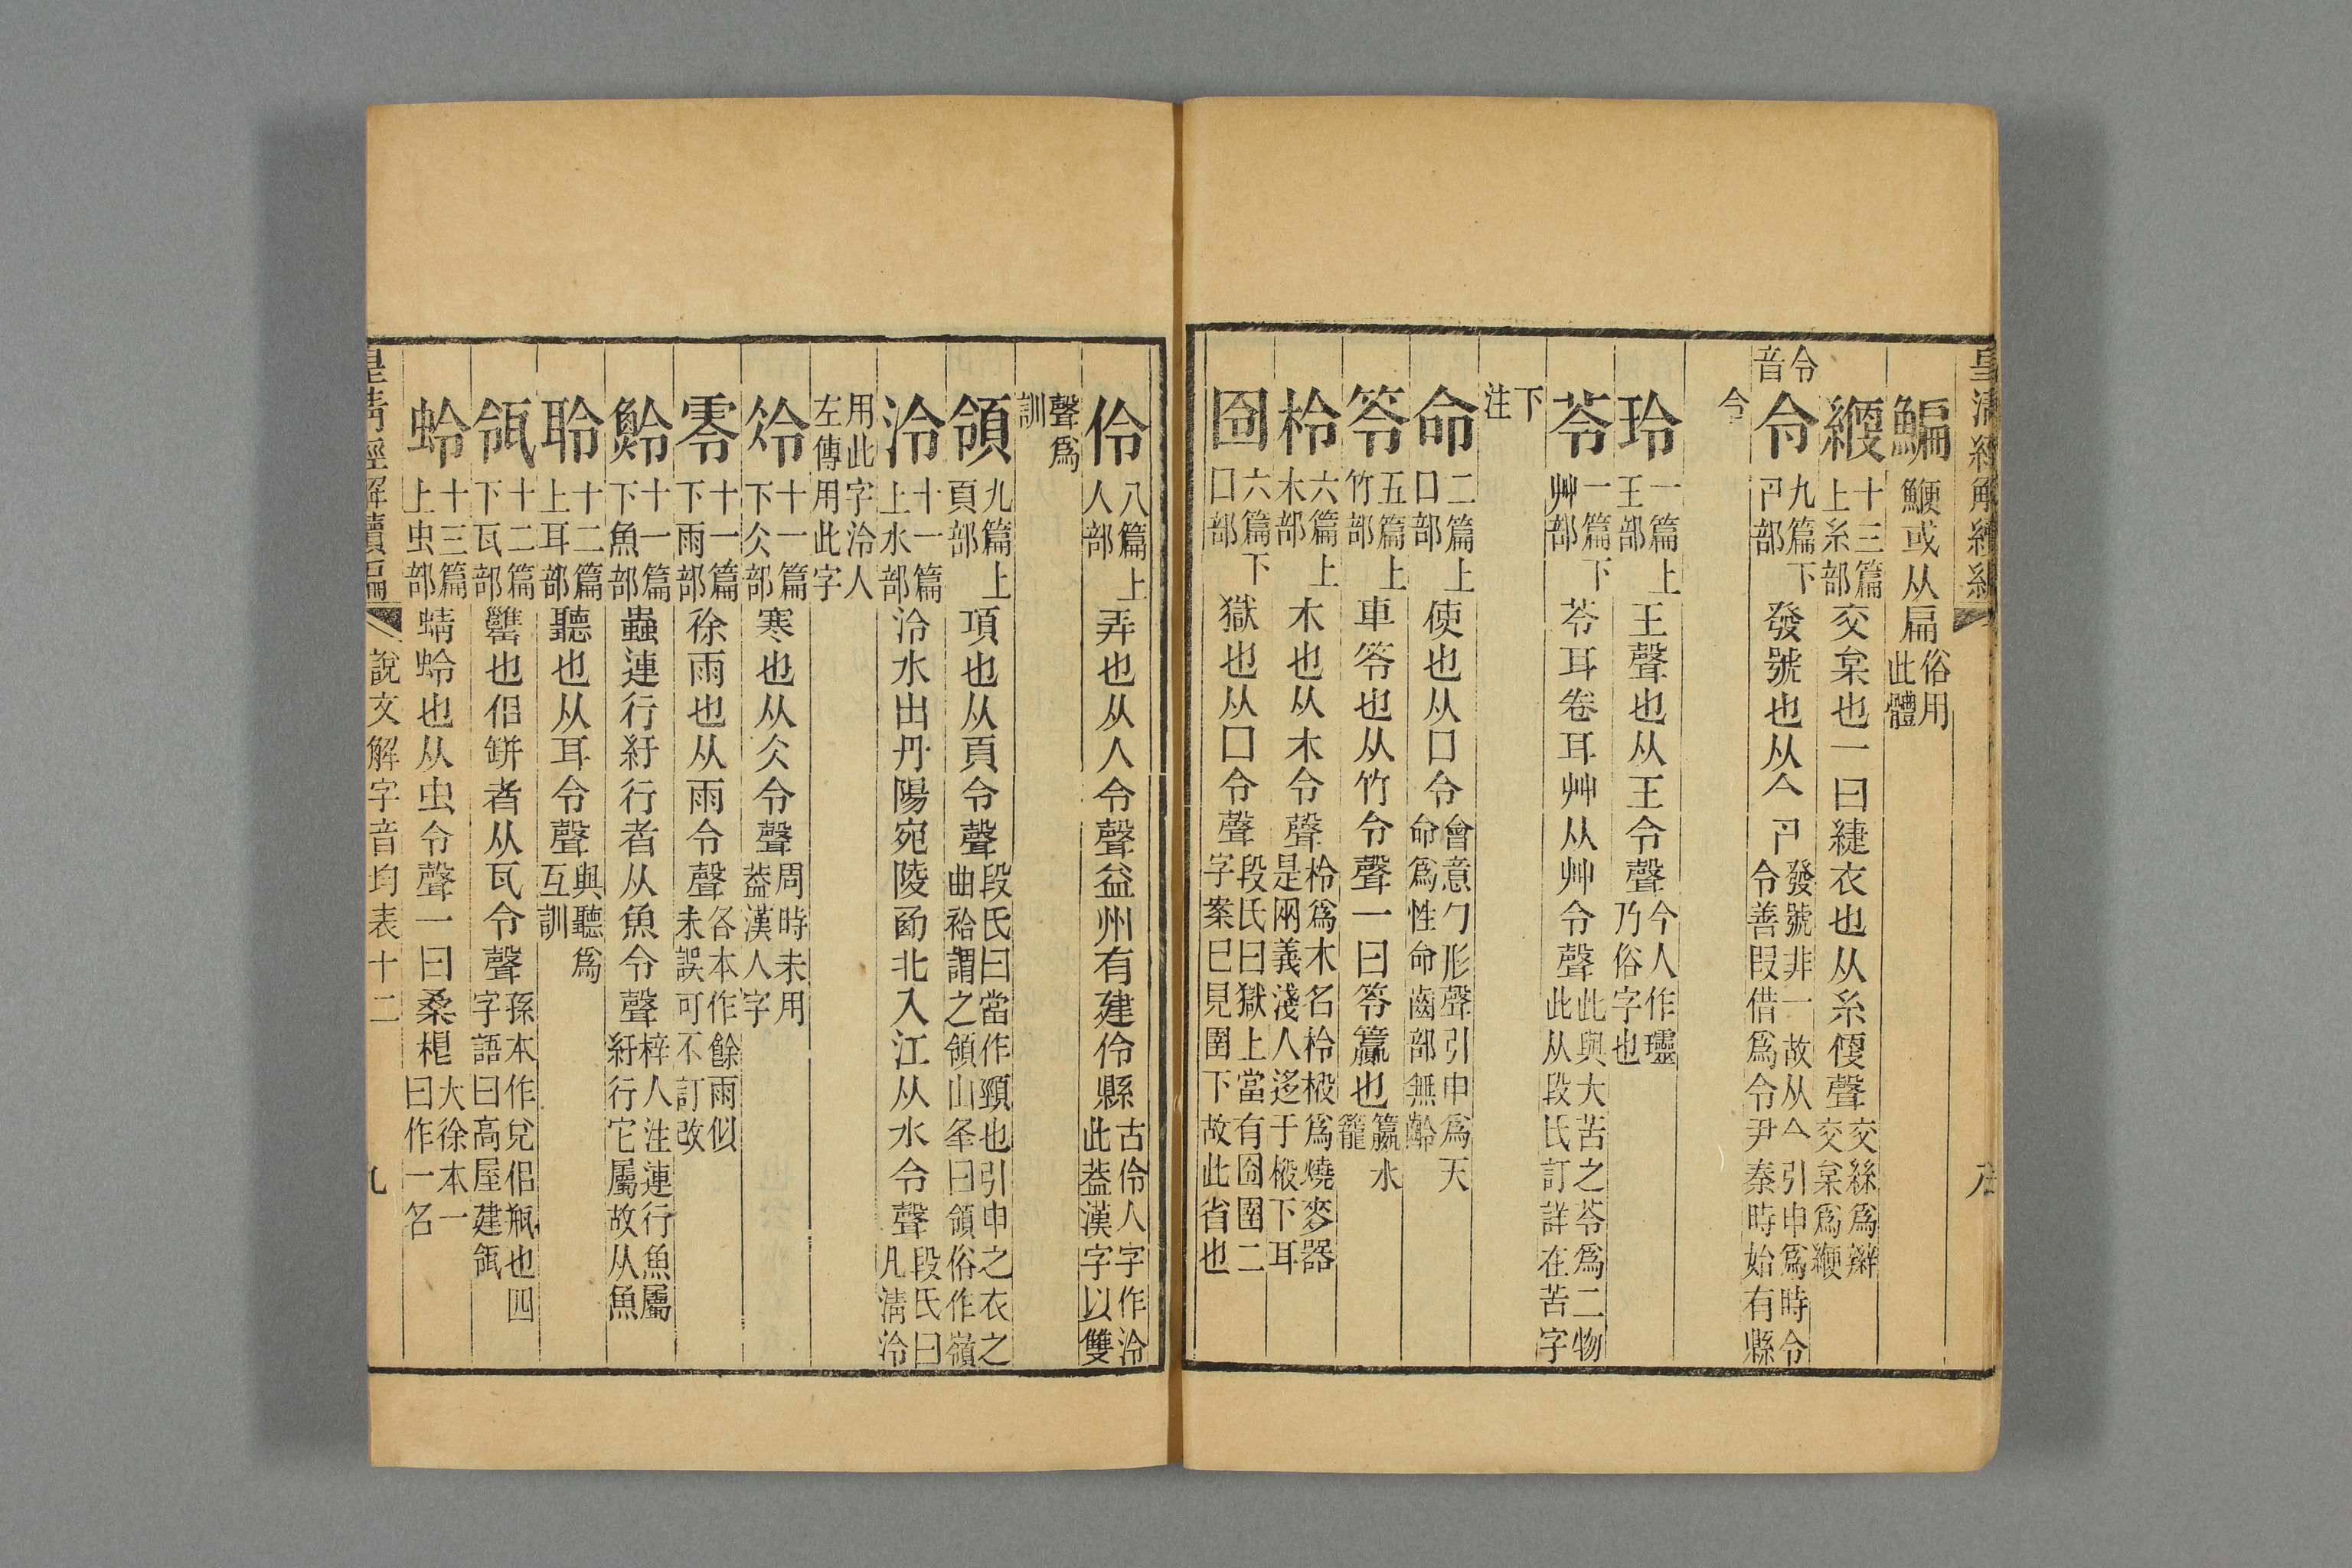 鯿鯾或从扁俗用此體
緶十三篇上糸部交枲也一曰緁衣也从糸便聲交絲爲辮交枲爲鞭
令音
令九篇下卪部發號也从亼卪發號非一故从亼引申爲時令令善叚借爲令尹秦時始有縣
令
玲一篇上王部玉聲也从王令聲今人作瓏乃俗字也
苓一篇下艸部苓耳卷耳艸从艸令聲此與大苦之苓爲二物此从段氏訂詳在苦字
下注
命二篇上口部使也从口令會意勹形聲引申爲天命爲性命齒部無齡
笭五篇上竹部車笭也从竹令聲一曰笭籯也籯水籠
柃六篇上木部木也从木令聲柃爲木名柃椴爲燒麥器是兩義淺人迻于椴下耳
囹六篇下囗部獄也从囗令聲段氏曰獄上當有囹圄二字案巳見圄下故此省也
伶八篇上人部弄也从人令聲益州有建伶縣古伶人字作泠此葢漢字以雙
聲爲訓
領九篇上頁部項也从頁令聲段氏曰當作頸也引申之衣之曲袷謂之領山夆曰領俗作嶺
泠十一篇上水部泠水出丹陽宛陵西北入江从水令聲段氏曰凡淸泠
用此字泠人左傳用此字
冷十一篇下仌部寒也从仌令聲周時未用葢漢人字
零十一篇下雨部徐雨也从雨令聲各本作餘雨似未誤可不訂改
魿十一篇下魚部蟲連行紆行者从魚令聲梓人注連行魚屬紆行它屬故从魚
聆十二篇上耳部聽也从耳令聲與聽爲互訓
瓴十二篇下瓦部罋也佀缾者从瓦令聲孫本作瓮佀瓶也四字語曰高屋建瓴
蛉十三篇上虫部蜻蛉也从虫令聲一曰桑桹大徐本一曰作一名
說文解字音均表十二
九